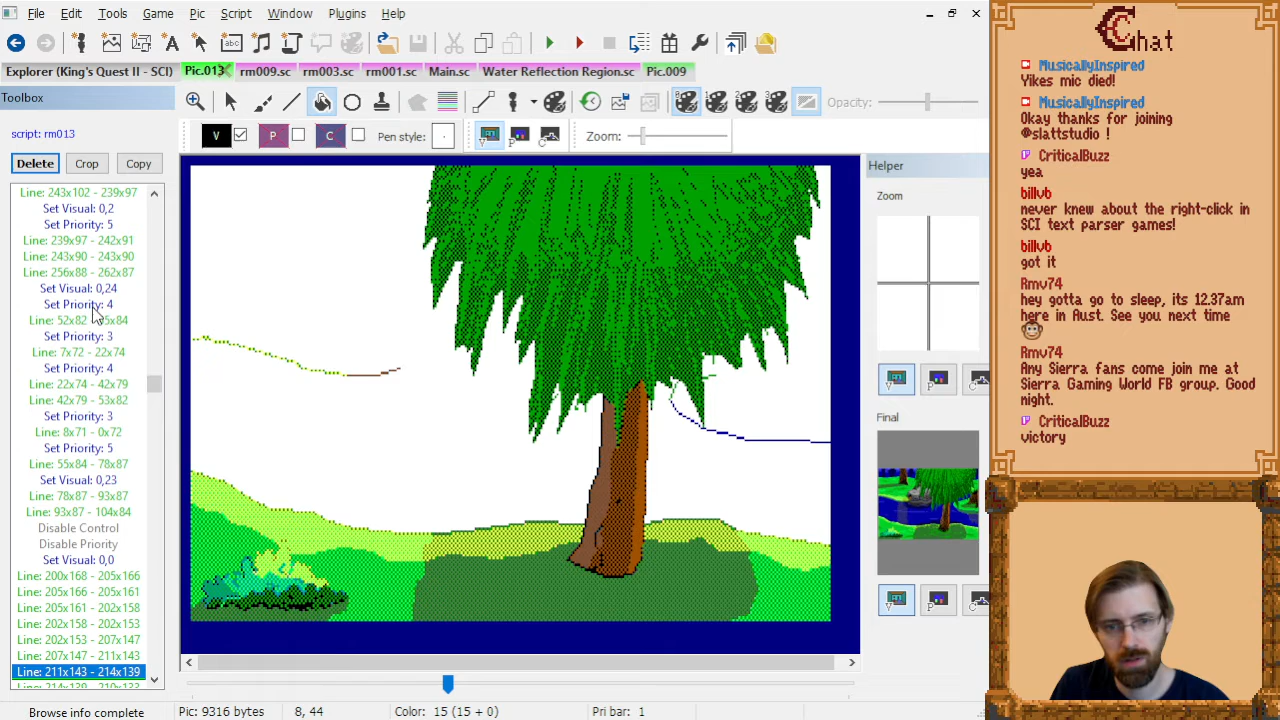 File Edit View Tools Game Pic Script Window Plugins Help
Explorer (King's Quest II - SCI) Pic.013 rm009.sc rm003.sc rm001.sc Main.sc Water Reflection Region.sc Pic.009
Toolbox
Opacity:
script: rm013
V P C Pen style: V P C Zoom:
Delete Crop Copy
Line: 243x102 - 239x97
Set Visual: 0,2
Set Priority: 5
Line: 239x97 - 242x91
Line: 243x90 - 243x90
Line: 256x88 - 262x87
Set Visual: 0,24
Set Priority: 4
Line: 52x82 - 55x84
Set Priority: 3
Line: 7x72 - 22x74
Set Priority: 4
Line: 22x74 - 42x79
Line: 42x79 - 53x82
Set Priority: 3
Line: 8x71 - 0x72
Set Priority: 5
Line: 55x84 - 78x87
Set Visual: 0,23
Line: 78x87 - 93x87
Line: 93x87 - 104x84
Disable Control
Disable Priority
Set Visual: 0,0
Line: 200x168 - 205x166
Line: 205x166 - 205x161
Line: 205x161 - 202x158
Line: 202x158 - 202x153
Line: 202x153 - 207x147
Line: 207x147 - 211x143
Line: 211x143 - 214x139
Helper
Zoom
V P C
Final
V P C
Browse info complete
Pic: 9316 bytes 8, 44 Color: 15 (15 + 0) Pri bar: 1
Chat
MusicallyInspired
Yikes mic died!
MusicallyInspired
Okay thanks for joining
@slattstudio !
CriticalBuzz
yea
billvb
never knew about the right-click in
SCI text parser games!
billvb
got it
Rmv74
hey gotta go to sleep, its 12.37am
here in Aust. See you next time
Rmv74
Any Sierra fans come join me at
Sierra Gaming World FB group. Good
night.
CriticalBuzz
victory